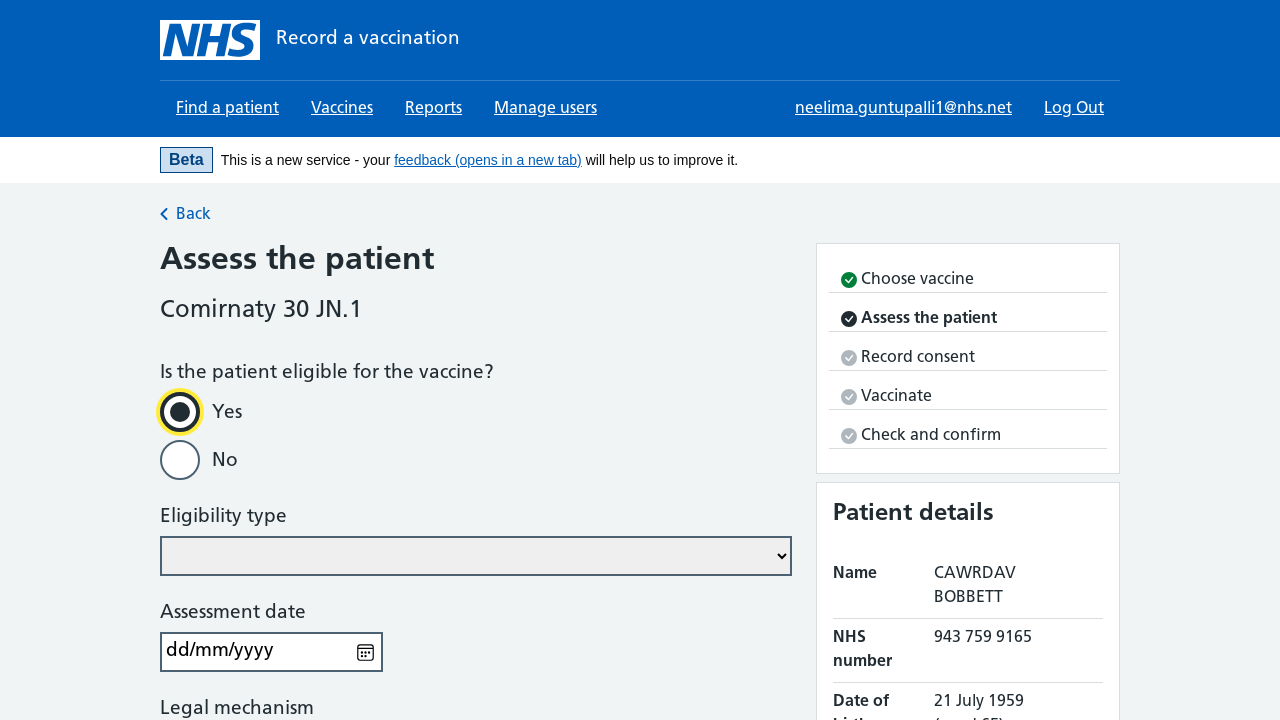 NHS Record a vaccination
Find a patient Vaccines Reports Manage users neelima.guntupalli1@nhs.net Log Out
Beta This is a new service - your feedback (opens in a new tab) will help us to improve it.
Back
Assess the patient
Comirnaty 30 JN.1
Is the patient eligible for the vaccine?
Yes
No
Eligibility type
Assessment date
dd/mm/yyyy
Legal mechanism
Choose vaccine
Assess the patient
Record consent
Vaccinate
Check and confirm
Patient details
Name CAWRDAV
BOBBETT
NHS 943 759 9165
number
Date of 21 July 1959